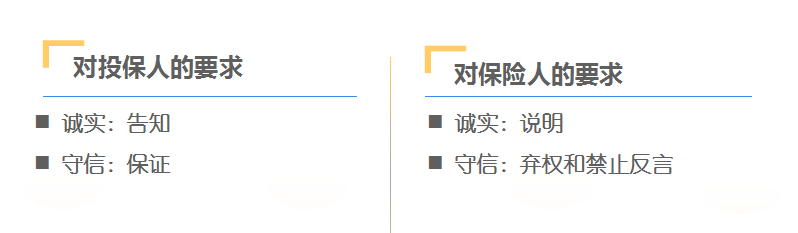 对投保人的要求
诚实：告知
守信：保证
对保险人的要求
诚实：说明
守信：弃权和禁止反言